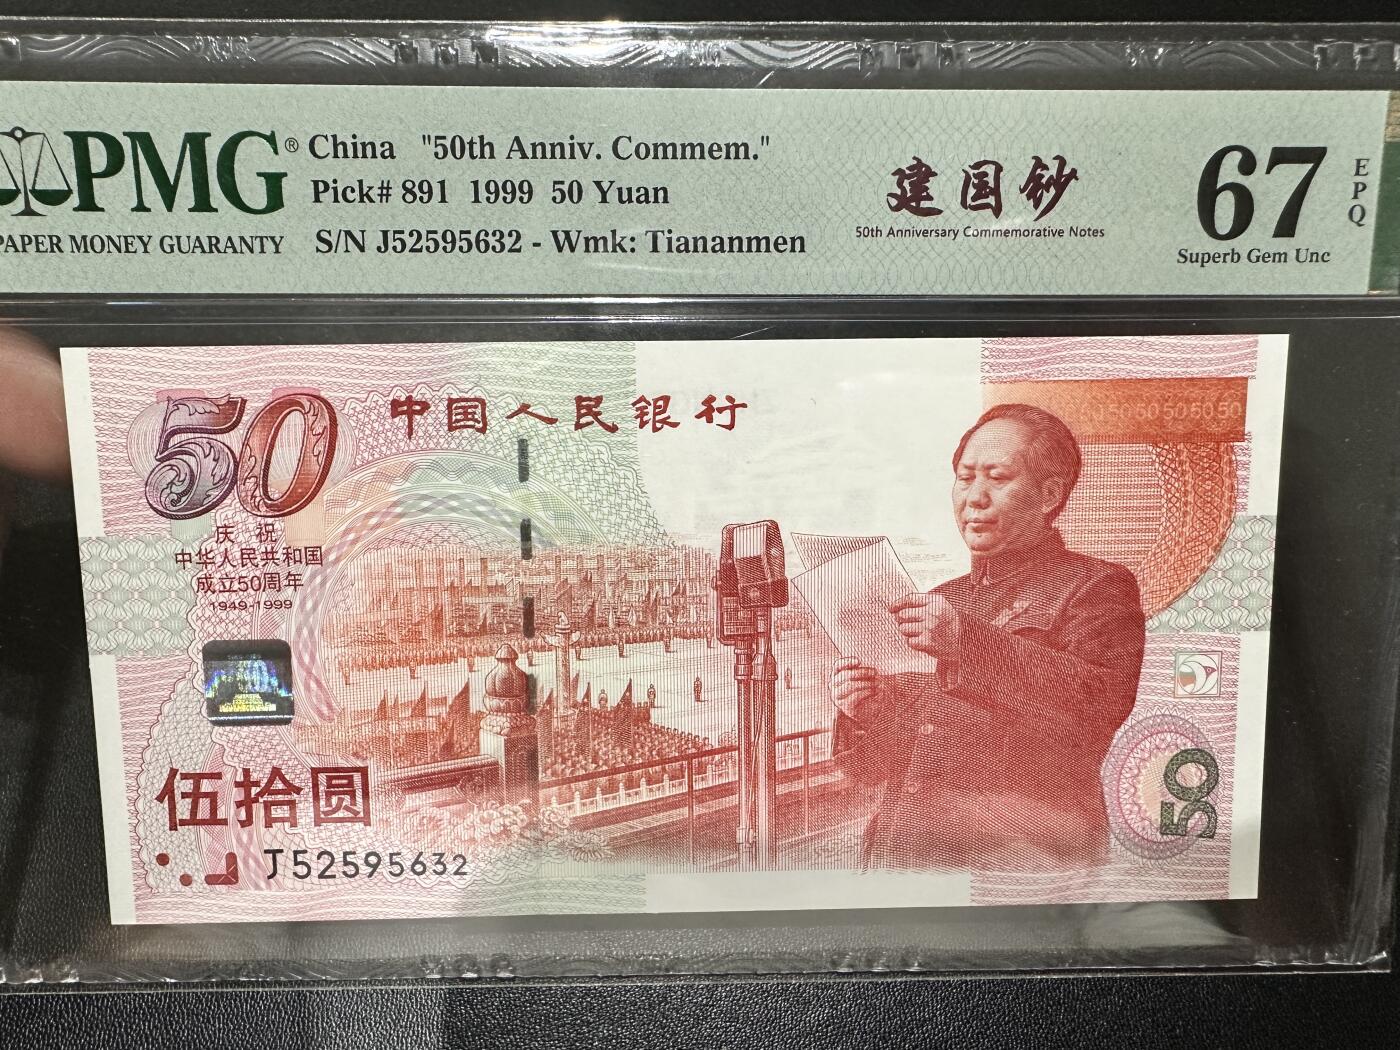 PMG®
PAPER MONEY GUARANTY
China "50th Anniv. Commem."
Pick# 891 1999 50 Yuan
S/N J52595632 - Wmk: Tiananmen
建国钞
50th Anniversary Commemorative Notes
67
EPQ
Superb Gem Unc
50
中国人民银行
庆祝
中华人民共和国
成立50周年
1949-1999
50 50 50
伍拾圆
J52595632
50